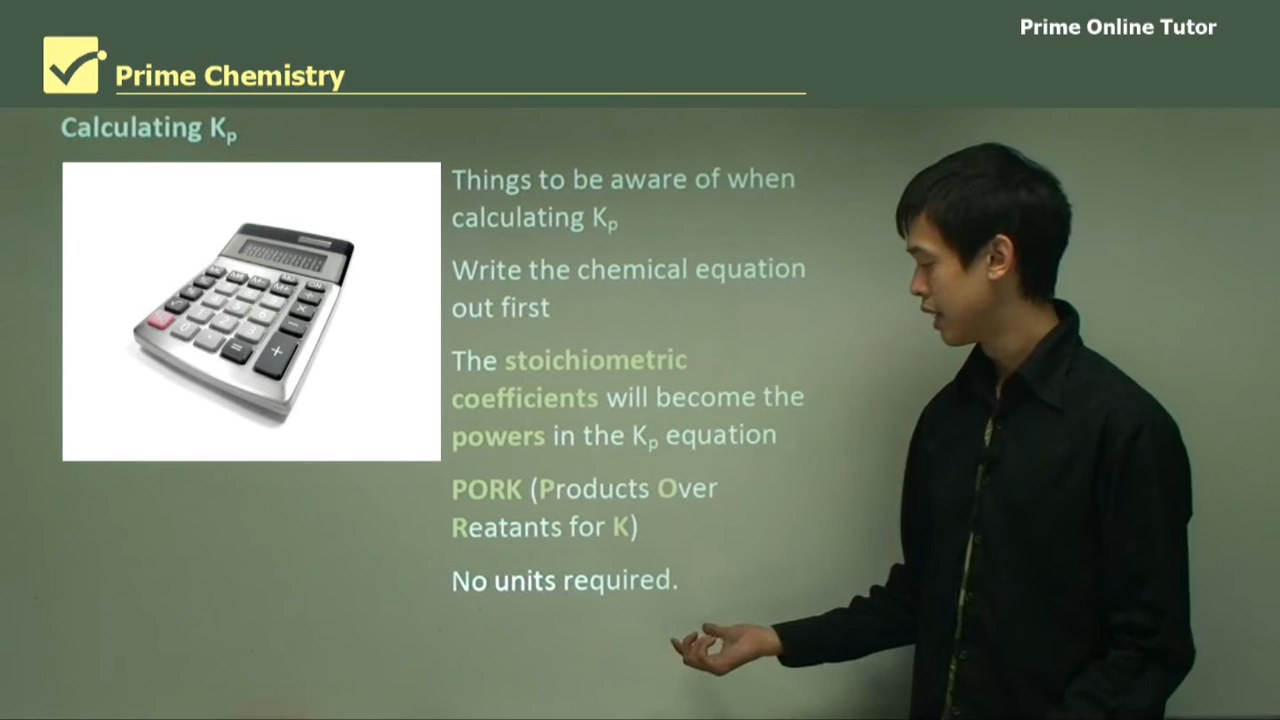 Prime Online Tutor
Prime Chemistry
Calculating Kp
Things to be aware of when
calculating Kp
Write the chemical equation
out first
The stoichiometric
coefficients will become the
powers in the Kp equation
PORK (Products Over
Reatants for K)
No units required.